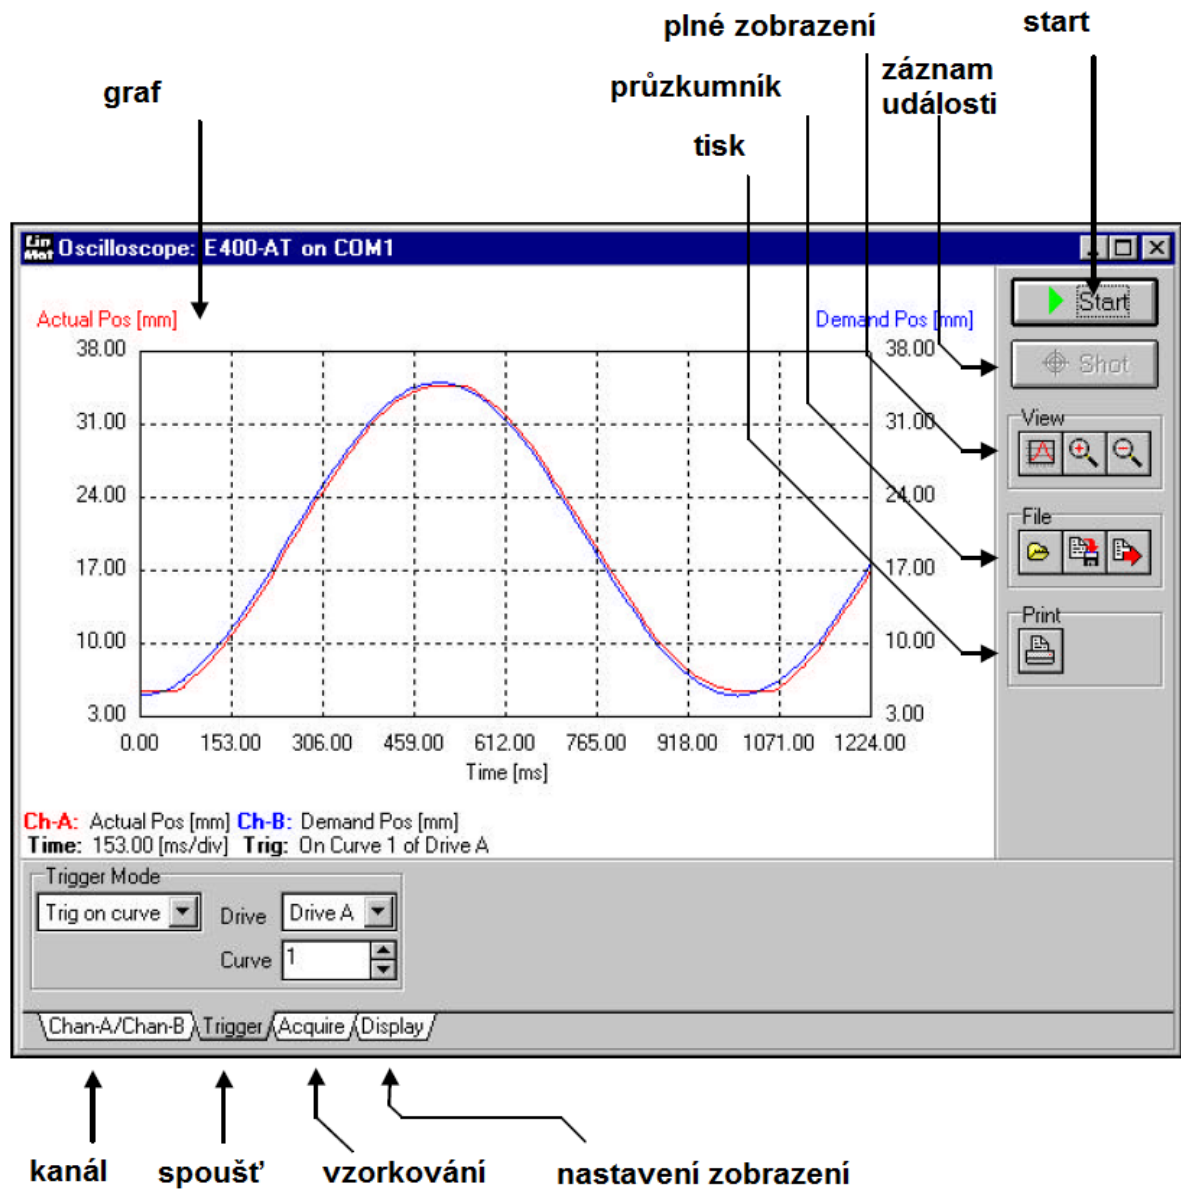 plné zobrazení
start
průzkumník
záznam
události
graf
tisk
Lin
Mot
Oscilloscope: E400-AT on COM1
Actual Pos [mm]
Demand Pos [mm]
Start
Shot
38.00
31.00
24.00
17.00
10.00
3.00
38.00
31.00
24.00
17.00
10.00
3.00
View
File
Print
0.00 153.00 306.00 459.00 612.00 765.00 918.00 1071.00 1224.00
Time [ms]
Ch-A: Actual Pos [mm] Ch-B: Demand Pos [mm]
Time: 153.00 [ms/div] Trig: On Curve 1 of Drive A
Trigger Mode
Trig on curve Drive Drive A
Curve 1
Chan-A/Chan-B Trigger Acquire Display
kanál spoušť vzorkování nastavení zobrazení